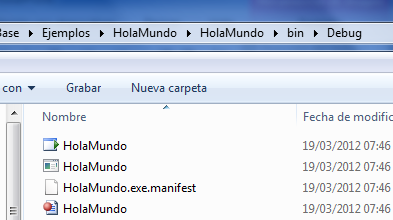 Base ▸ Ejemplos ▸ HolaMundo ▸ HolaMundo ▸ bin ▸ Debug
con Grabar Nueva carpeta
Nombre Fecha de modific
HolaMundo 19/03/2012 07:46
HolaMundo 19/03/2012 07:46
HolaMundo.exe.manifest 19/03/2012 07:46
HolaMundo 19/03/2012 07:46